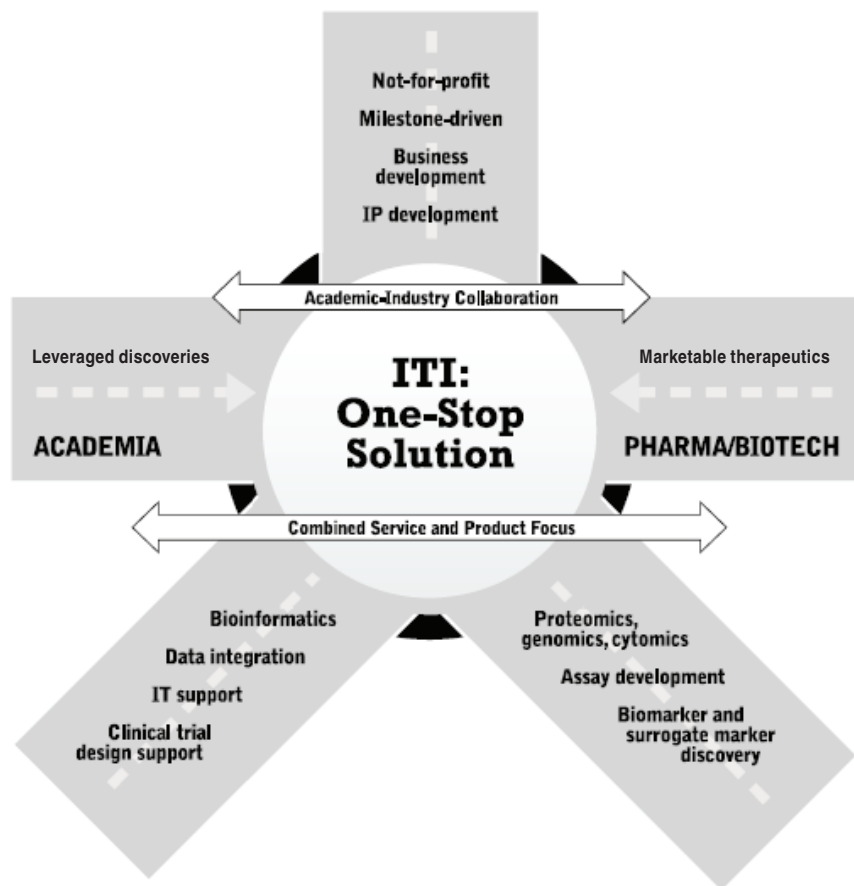 Not-for-profit
Milestone-driven
Business
development
IP development
Academic-Industry Collaboration
Leveraged discoveries
ACADEMIA
ITI:
One-Stop
Solution
Marketable therapeutics
PHARMA/BIOTECH
Combined Service and Product Focus
Bioinformatics
Data integration
IT support
Clinical trial
design support
Proteomics,
genomics, cytomics
Assay development
Biomarker and
surrogate marker
discovery